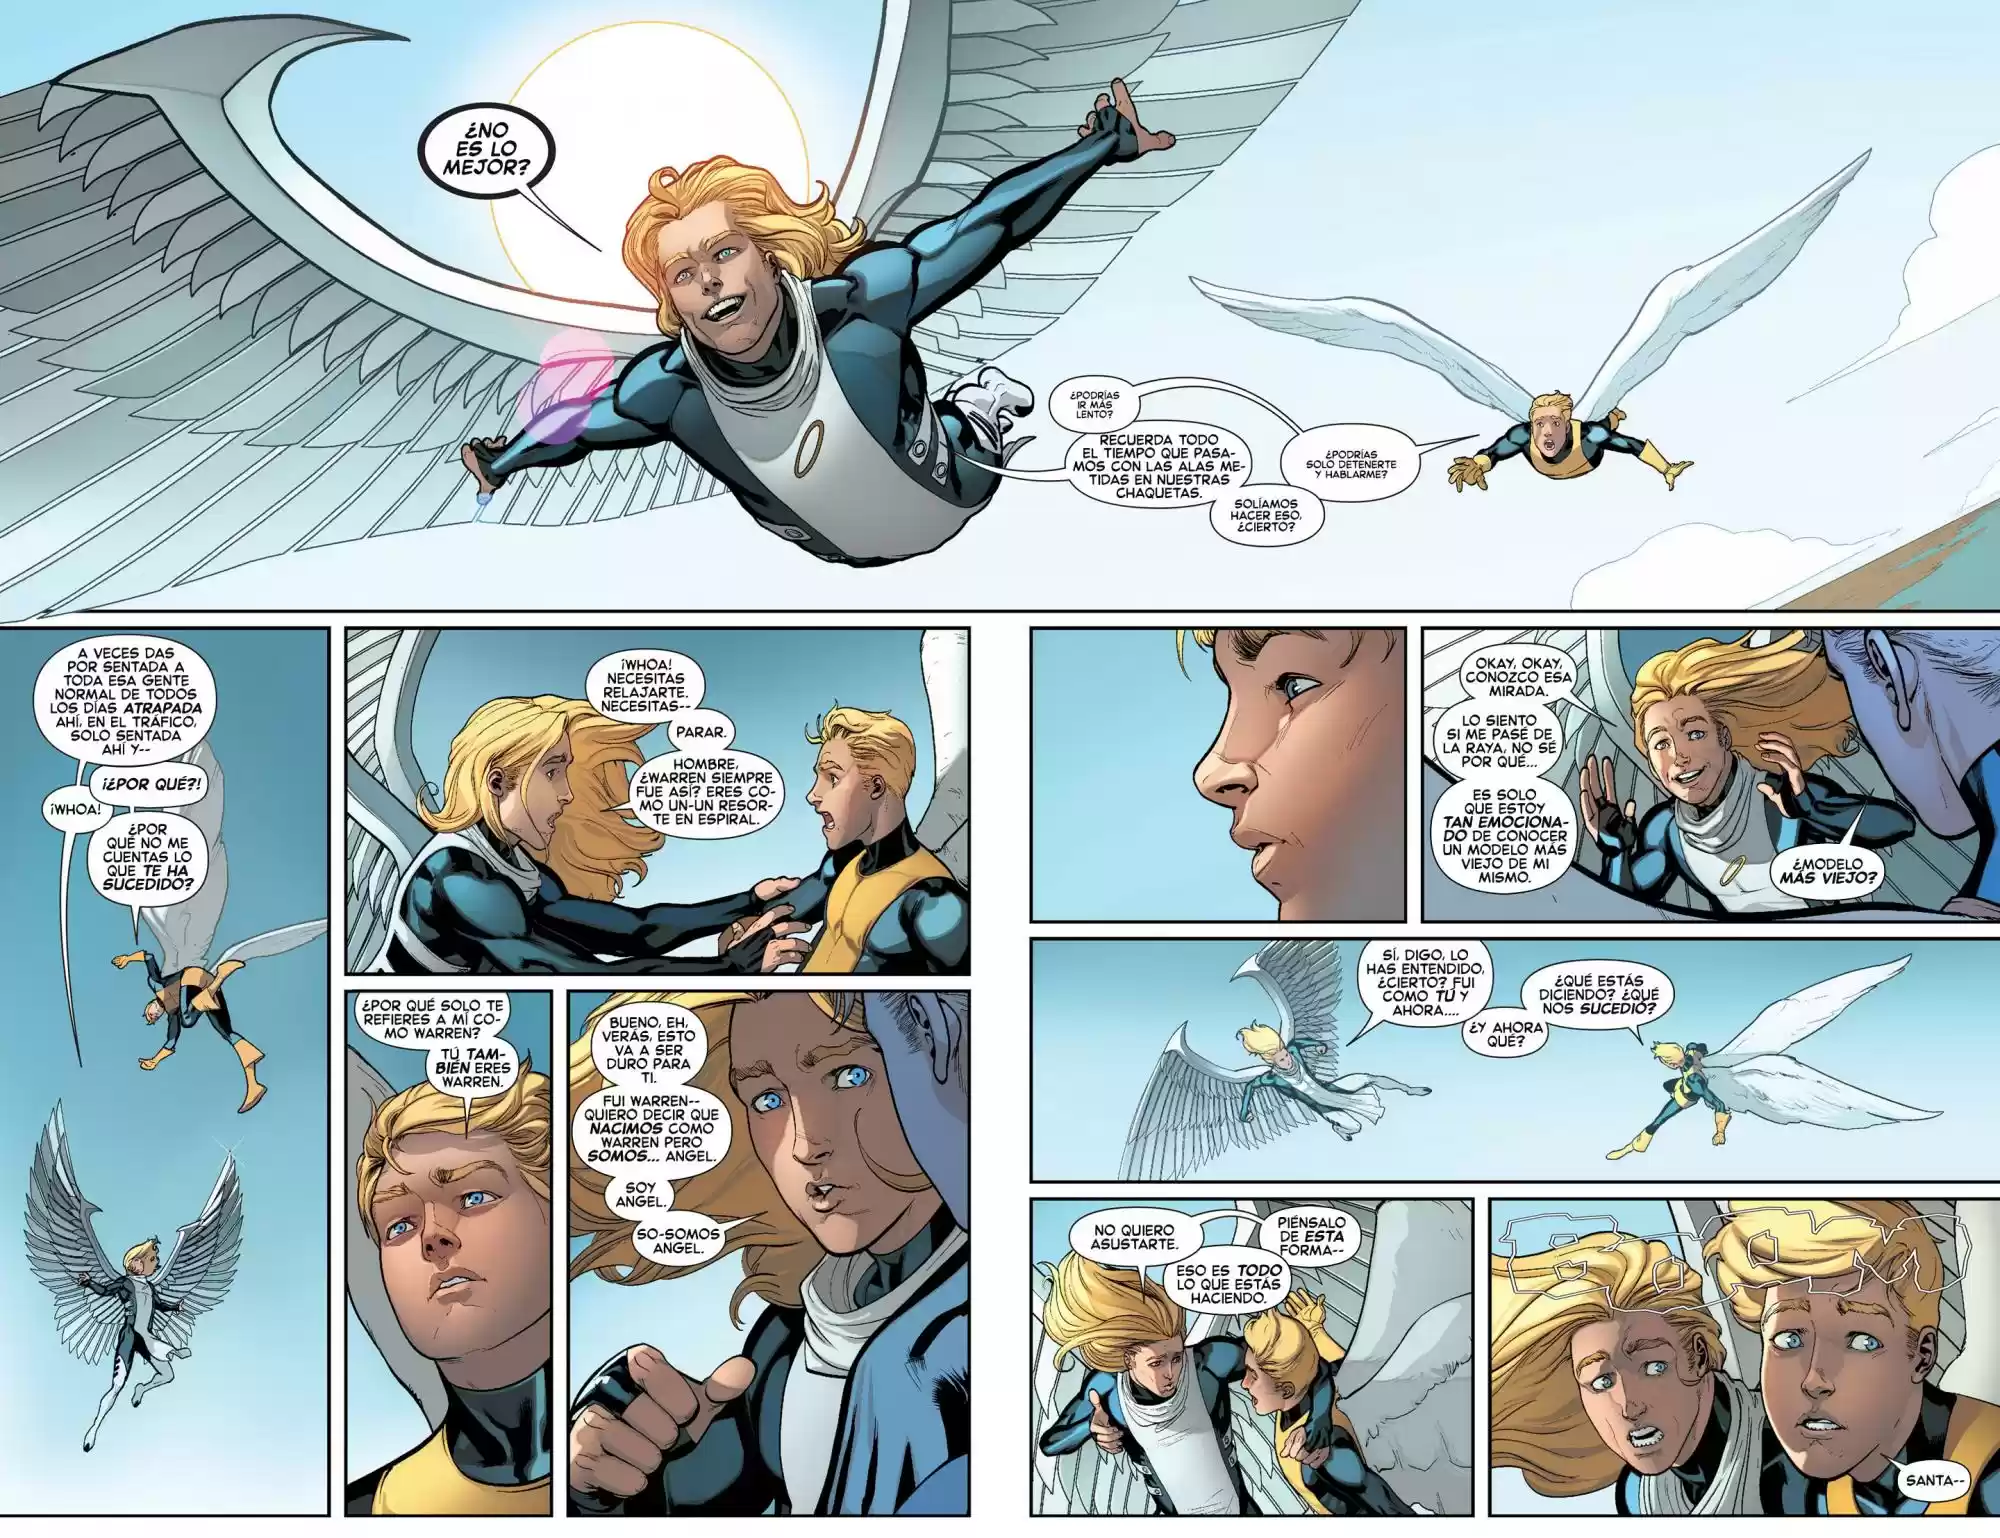 ¿NO
ES LO
MEJOR?
¿PODRÍAS
IR MÁS
LENTO?
RECUERDA TODO
EL TIEMPO QUE PASA-
MOS CON LAS ALAS ME-
TIDAS EN NUESTRAS
CHAQUETAS.
¿PODRÍAS
SOLO DETENERTE
Y HABLARME?
SOLÍAMOS
HACER ESO,
¿CIERTO?
A VECES DAS
POR SENTADA A
TODA ESA GENTE
NORMAL DE TODOS
LOS DÍAS ATRAPADA
AHÍ, EN EL TRÁFICO,
SOLO SENTADA
AHÍ Y--
¡¿POR QUÉ?!
¡WHOA!
¿POR
QUÉ NO ME
CUENTAS LO
QUE TE HA
SUCEDIDO?
¡WHOA!
NECESITAS
RELAJARTE.
NECESITAS--
PARAR.
HOMBRE,
¿WARREN SIEMPRE
FUE ASÍ? ERES CO-
MO UN-UN RESOR-
TE EN ESPIRAL.
¿POR QUÉ SOLO TE
REFIERES A MÍ CO-
MO WARREN?
TÚ TAM-
BIÉN ERES
WARREN.
BUENO, EH,
VERÁS, ESTO
VA A SER
DURO PARA
TI.
FUI WARREN--
QUIERO DECIR QUE
NACIMOS COMO
WARREN PERO
SOMOS... ANGEL.
SOY
ANGEL.
SO-SOMOS
ANGEL.
OKAY, OKAY,
CONOZCO ESA
MIRADA.
LO SIENTO
SI ME PASÉ DE
LA RAYA, NO SÉ
POR QUÉ...
ES SOLO
QUE ESTOY
TAN EMOCIONA-
DO DE CONOCER
UN MODELO MÁS
VIEJO DE MI
MISMO.
¿MODELO
MÁS VIEJO?
SÍ, DIGO, LO
HAS ENTENDIDO,
¿CIERTO? FUI
COMO TÚ Y
AHORA....
¿Y AHORA
QUÉ?
¿QUÉ ESTÁS
DICIENDO? ¿QUÉ
NOS SUCEDIÓ?
NO QUIERO
ASUSTARTE.
PIÉNSALO
DE ESTA
FORMA--
ESO ES TODO
LO QUE ESTÁS
HACIENDO.
BOOM
SANTA--